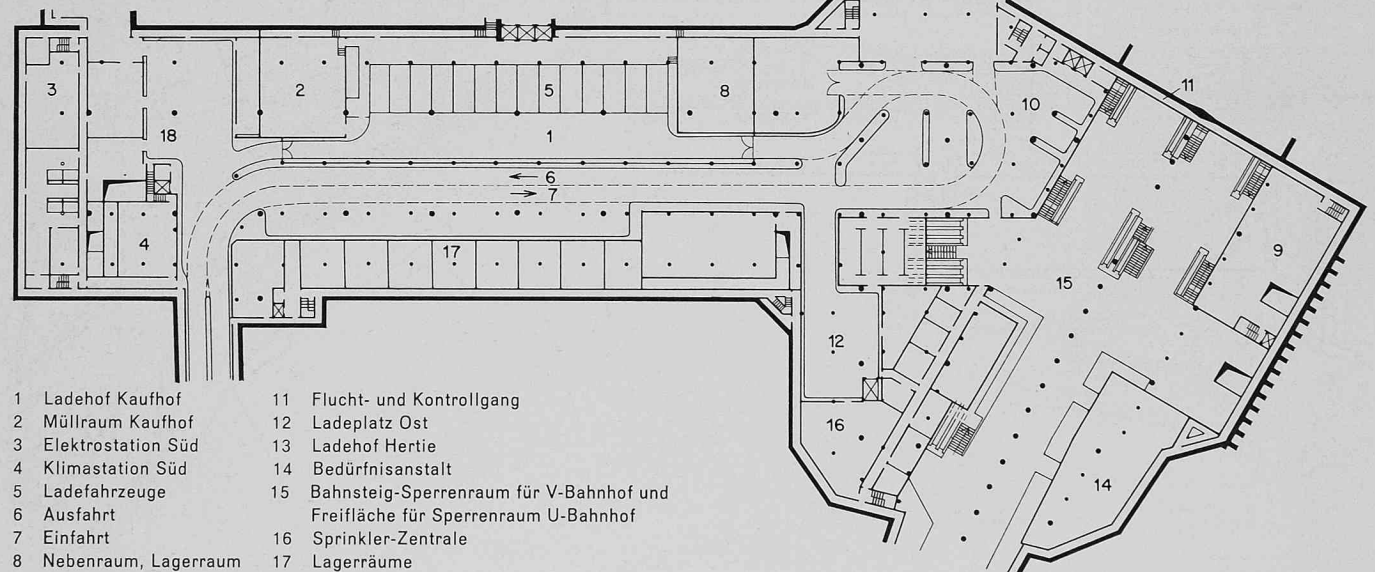 11
3
2
5
8
10
18
1
6
7
4
17
9
15
12
16
14
1 Ladehof Kaufhof
2 Müllraum Kaufhof
3 Elektrostation Süd
4 Klimastation Süd
5 Ladefahrzeuge
6 Ausfahrt
7 Einfahrt
8 Nebenraum, Lagerraum
11 Flucht- und Kontrollgang
12 Ladeplatz Ost
13 Ladehof Hertie
14 Bedürfnisanstalt
15 Bahnsteig-Sperrenraum für V-Bahnhof und
Freifläche für Sperrenraum U-Bahnhof
16 Sprinkler-Zentrale
17 Lagerräume